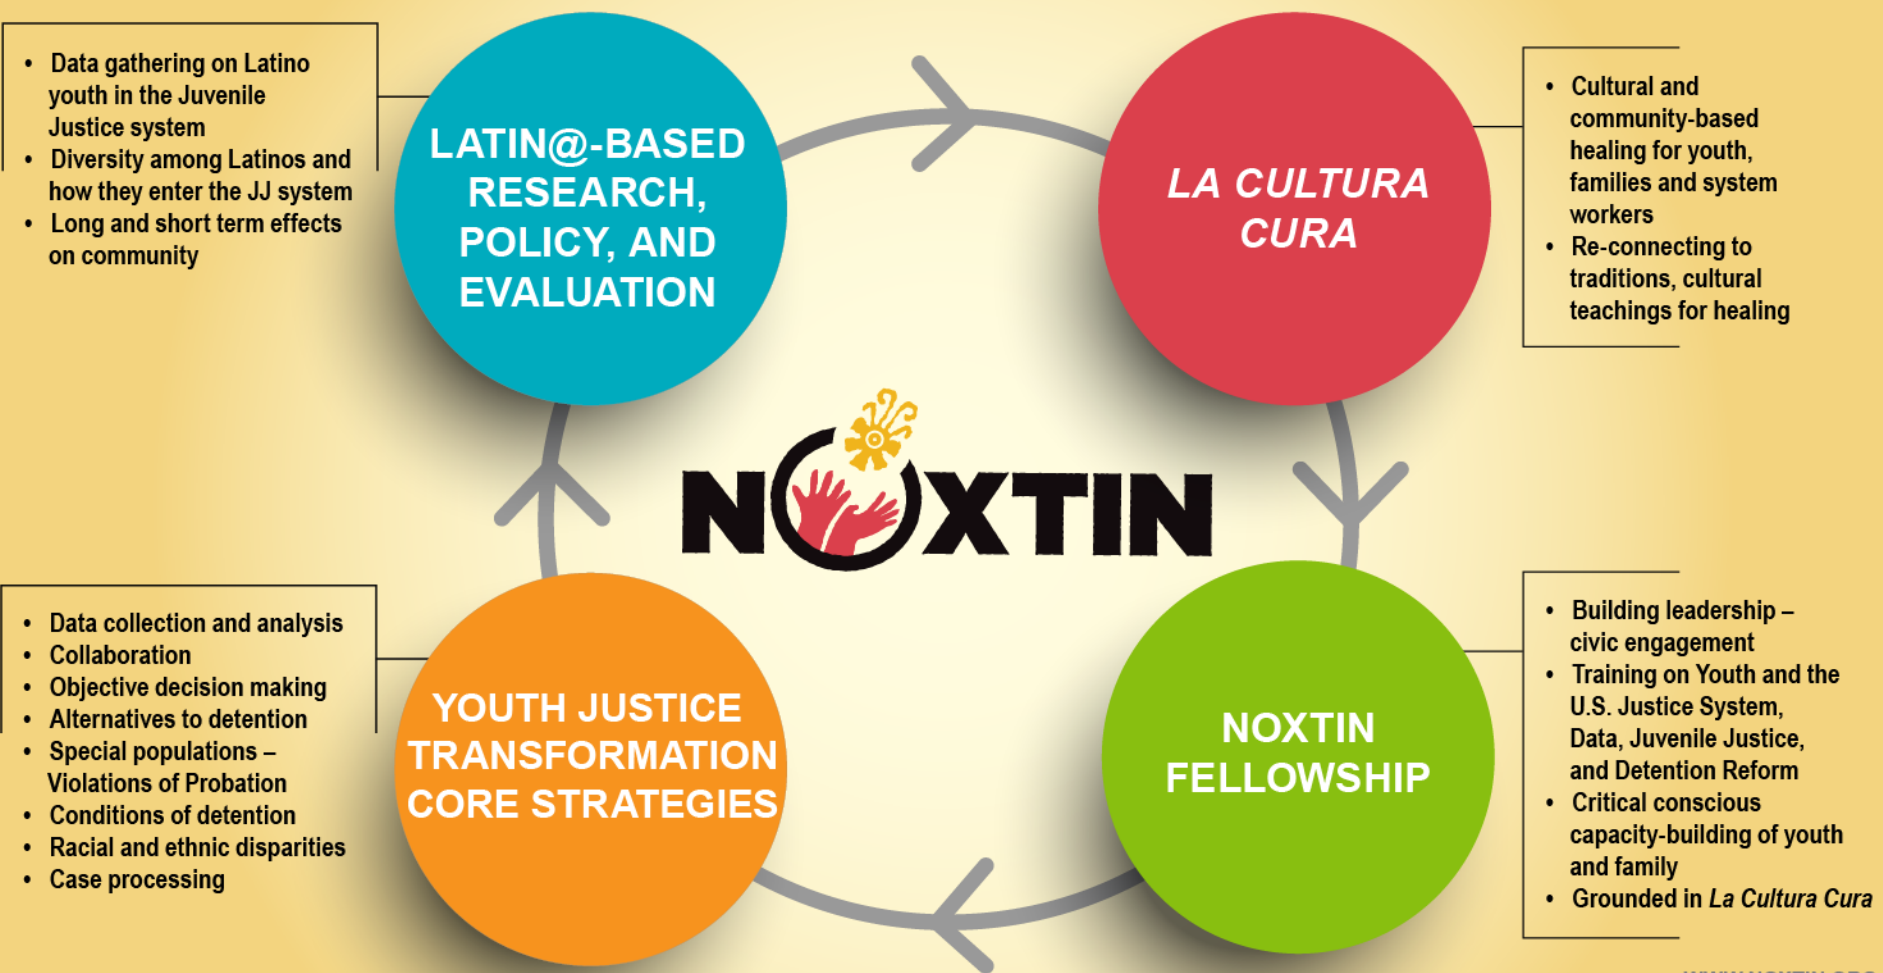 • Data gathering on Latino
youth in the Juvenile
Justice system
• Diversity among Latinos and
how they enter the JJ system
• Long and short term effects
on community
LATIN@-BASED
RESEARCH,
POLICY, AND
EVALUATION
LA CULTURA
CURA
• Cultural and
community-based
healing for youth,
families and system
workers
• Re-connecting to
traditions, cultural
teachings for healing
NOXTIN
• Data collection and analysis
• Collaboration
• Objective decision making
• Alternatives to detention
• Special populations –
Violations of Probation
• Conditions of detention
• Racial and ethnic disparities
• Case processing
YOUTH JUSTICE
TRANSFORMATION
CORE STRATEGIES
NOXTIN
FELLOWSHIP
• Building leadership –
civic engagement
• Training on Youth and the
U.S. Justice System,
Data, Juvenile Justice,
and Detention Reform
• Critical conscious
capacity-building of youth
and family
• Grounded in La Cultura Cura